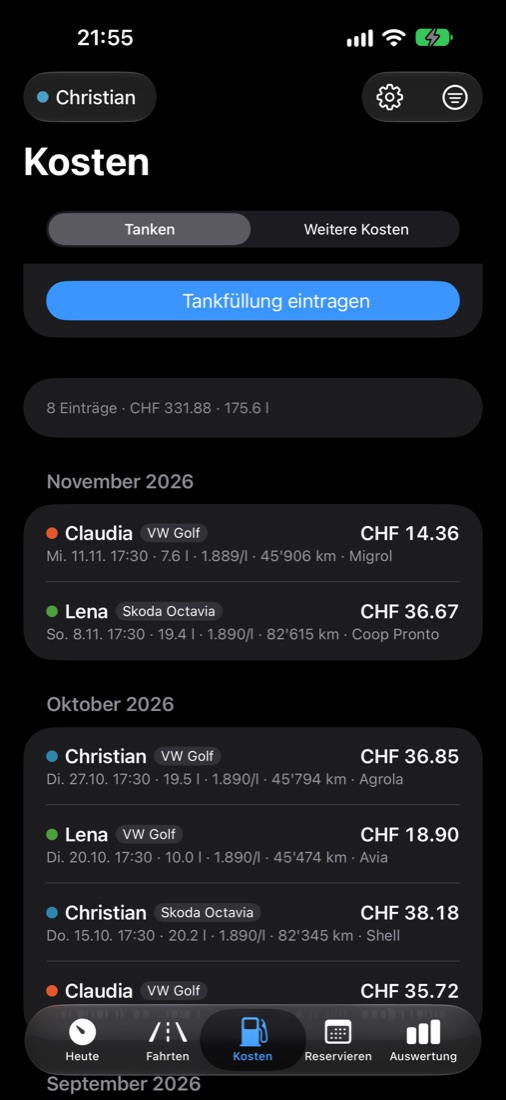 21:55
Christian
Kosten
Tanken
Weitere Kosten
Tankfüllung eintragen
8 Einträge · CHF 331.88 · 175.6 l
November 2026
Claudia VW Golf CHF 14.36
Mi. 11.11. 17:30 · 7.6 l · 1.889/l · 45'906 km · Migrol
Lena Skoda Octavia CHF 36.67
So. 8.11. 17:30 · 19.4 l · 1.890/l · 82'615 km · Coop Pronto
Oktober 2026
Christian VW Golf CHF 36.85
Di. 27.10. 17:30 · 19.5 l · 1.890/l · 45'794 km · Agrola
Lena VW Golf CHF 18.90
Di. 20.10. 17:30 · 10.0 l · 1.890/l · 45'474 km · Avia
Christian Skoda Octavia CHF 38.18
Do. 15.10. 17:30 · 20.2 l · 1.890/l · 82'345 km · Shell
Claudia VW Golf CHF 35.72
Heute
Fahrten
Kosten
Reservieren
Auswertung
September 2026